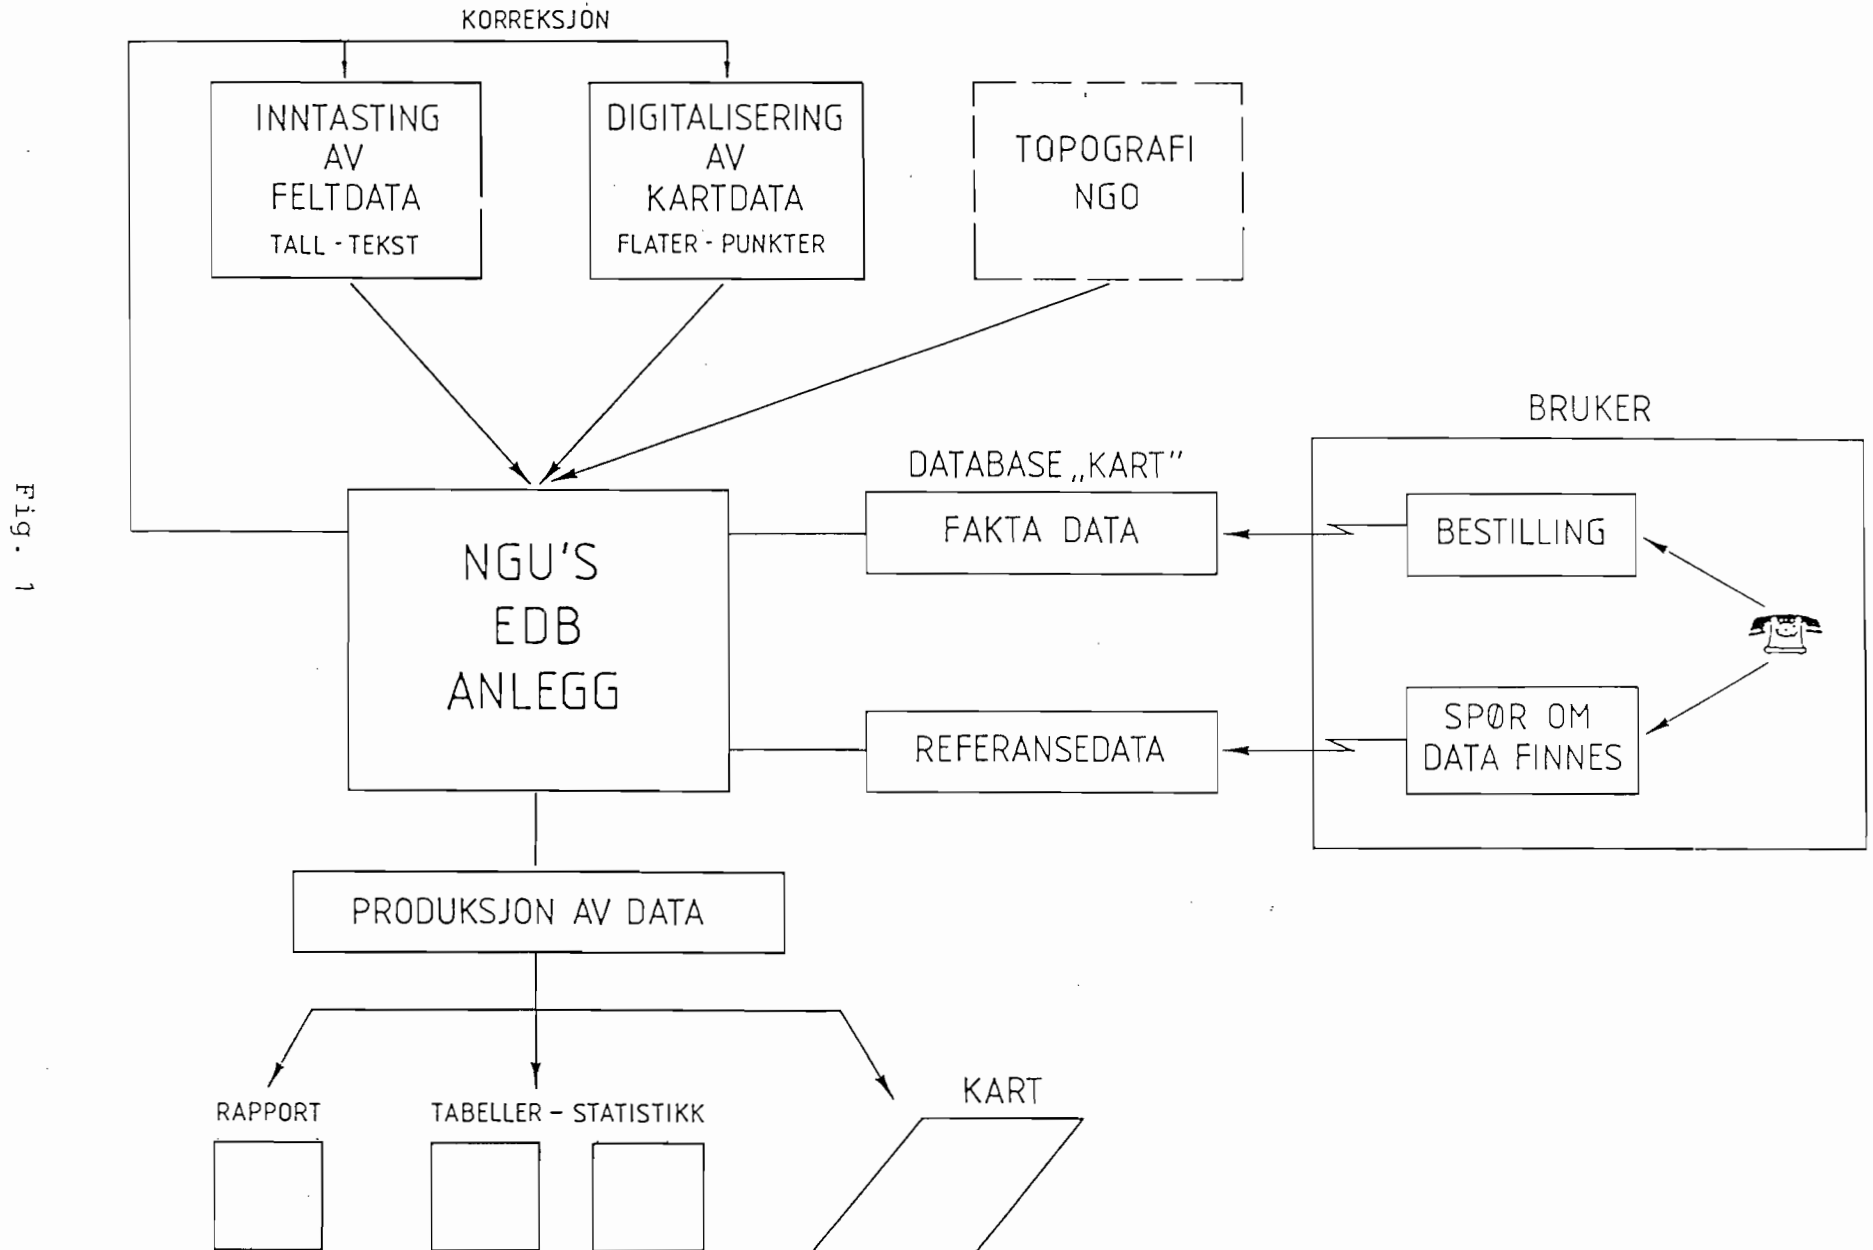 KORREKSJON
INNTASTING
AV
FELTDATA
TALL - TEKST
DIGITALISERING
AV
KARTDATA
FLATER - PUNKTER
TOPOGRAFI
NGO
BRUKER
DATABASE „KART”
FAKTA DATA
BESTILLING
NGU'S
EDB
ANLEGG
REFERANSEDATA
SPØR OM
DATA FINNES
PRODUKSJON AV DATA
RAPPORT
TABELLER - STATISTIKK
KART
Fig. 1